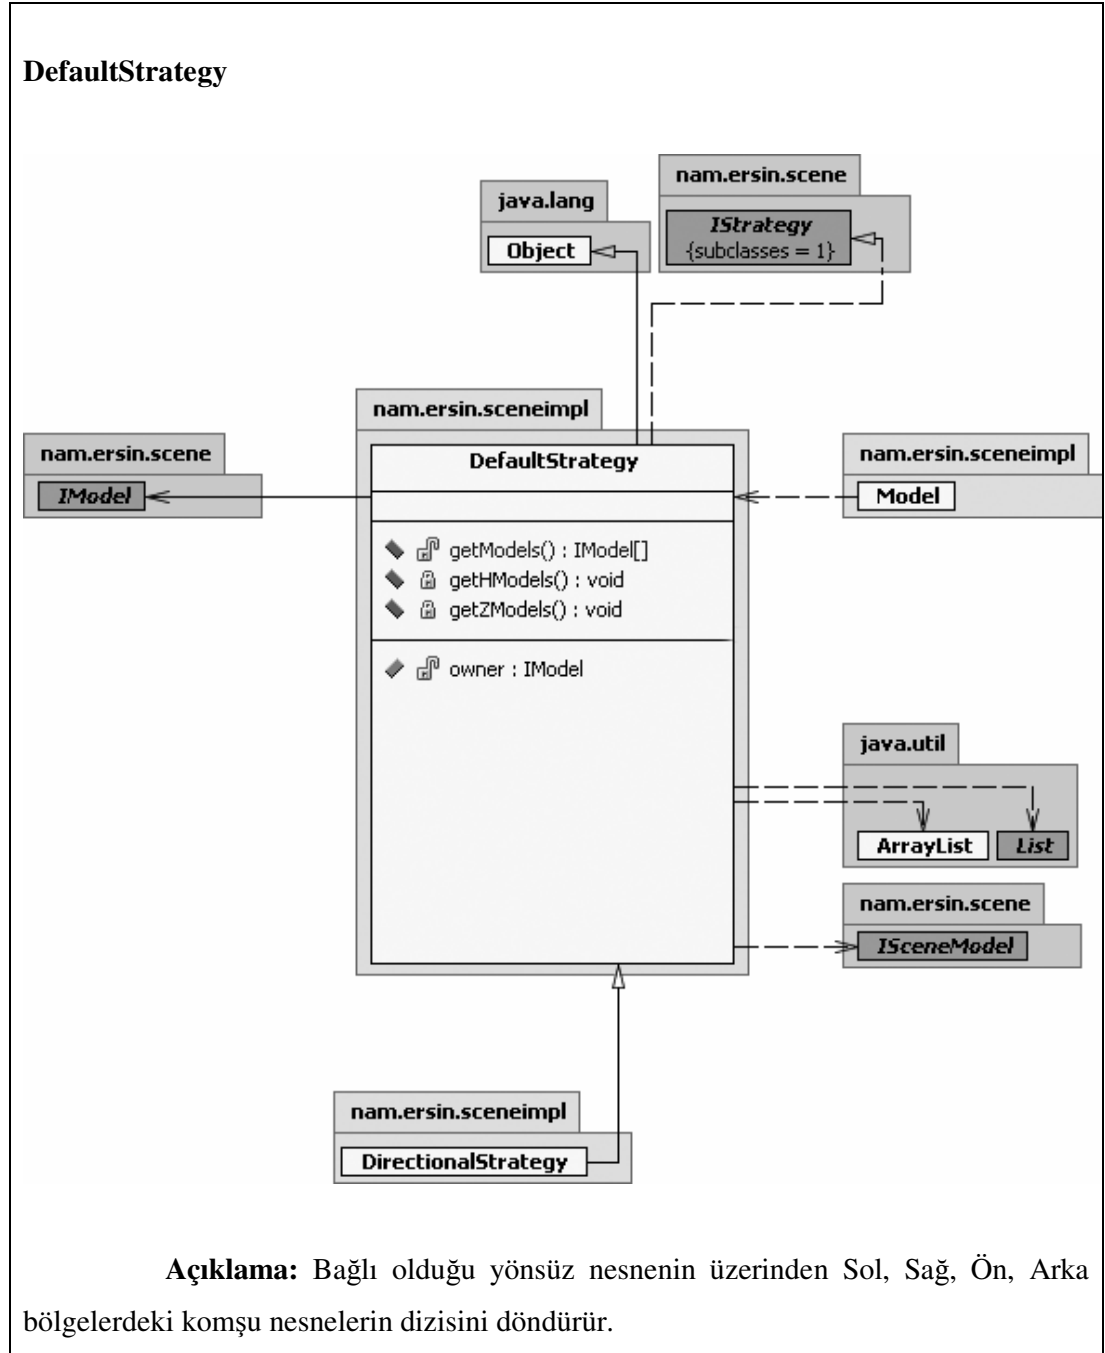 DefaultStrategy
nam.ersin.scene
IStrategy
{subclasses = 1}
java.lang
Object
nam.ersin.sceneimpl
DefaultStrategy
getModels() : IModel[]
getHModels() : void
getZModels() : void
owner : IModel
nam.ersin.scene
IModel
nam.ersin.sceneimpl
Model
java.util
ArrayList
List
nam.ersin.scene
ISceneModel
nam.ersin.sceneimpl
DirectionalStrategy
Açıklama: Bağlı olduğu yönsüz nesnenin üzerinden Sol, Sağ, Ön, Arka
bölgelerdeki komşu nesnelerin dizisini döndürür.